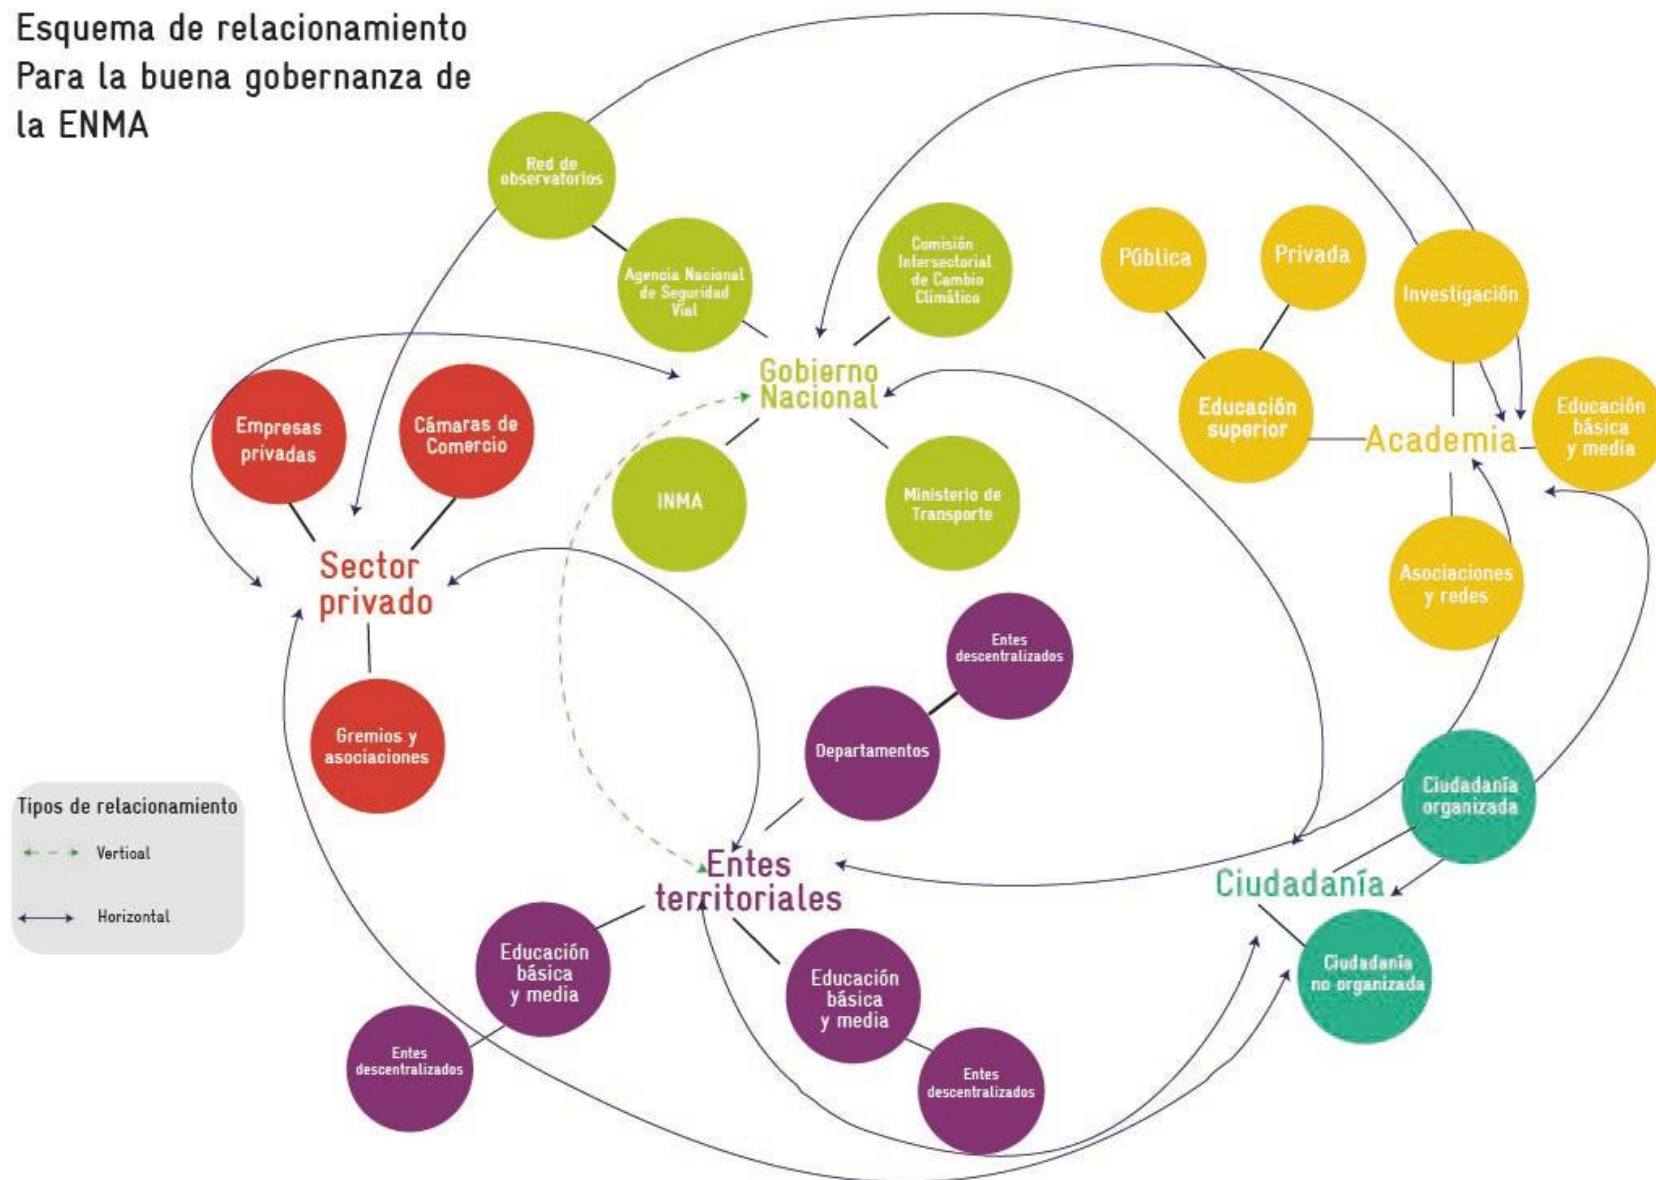 Esquema de relacionamiento
Para la buena gobernanza de
la ENMA
Red de
observatorios
Agencia Nacional
de Seguridad
Vial
Comisión
Intersectorial
de Cambio
Climático
Gobierno
Nacional
INMA
Ministerio de
Transporte
Pública
Privada
Investigación
Educación
superior
Academia
Educación
básica
y media
Asociaciones
y redes
Empresas
privadas
Cámaras de
Comercio
Sector
privado
Gremios y
asociaciones
Entes
descentralizados
Departamentos
Entes
territoriales
Educación
básica
y media
Entes
descentralizados
Educación
básica
y media
Entes
descentralizados
Ciudadanía
organizada
Ciudadanía
Ciudadanía
no organizada
Tipos de relacionamiento
Vertical
Horizontal